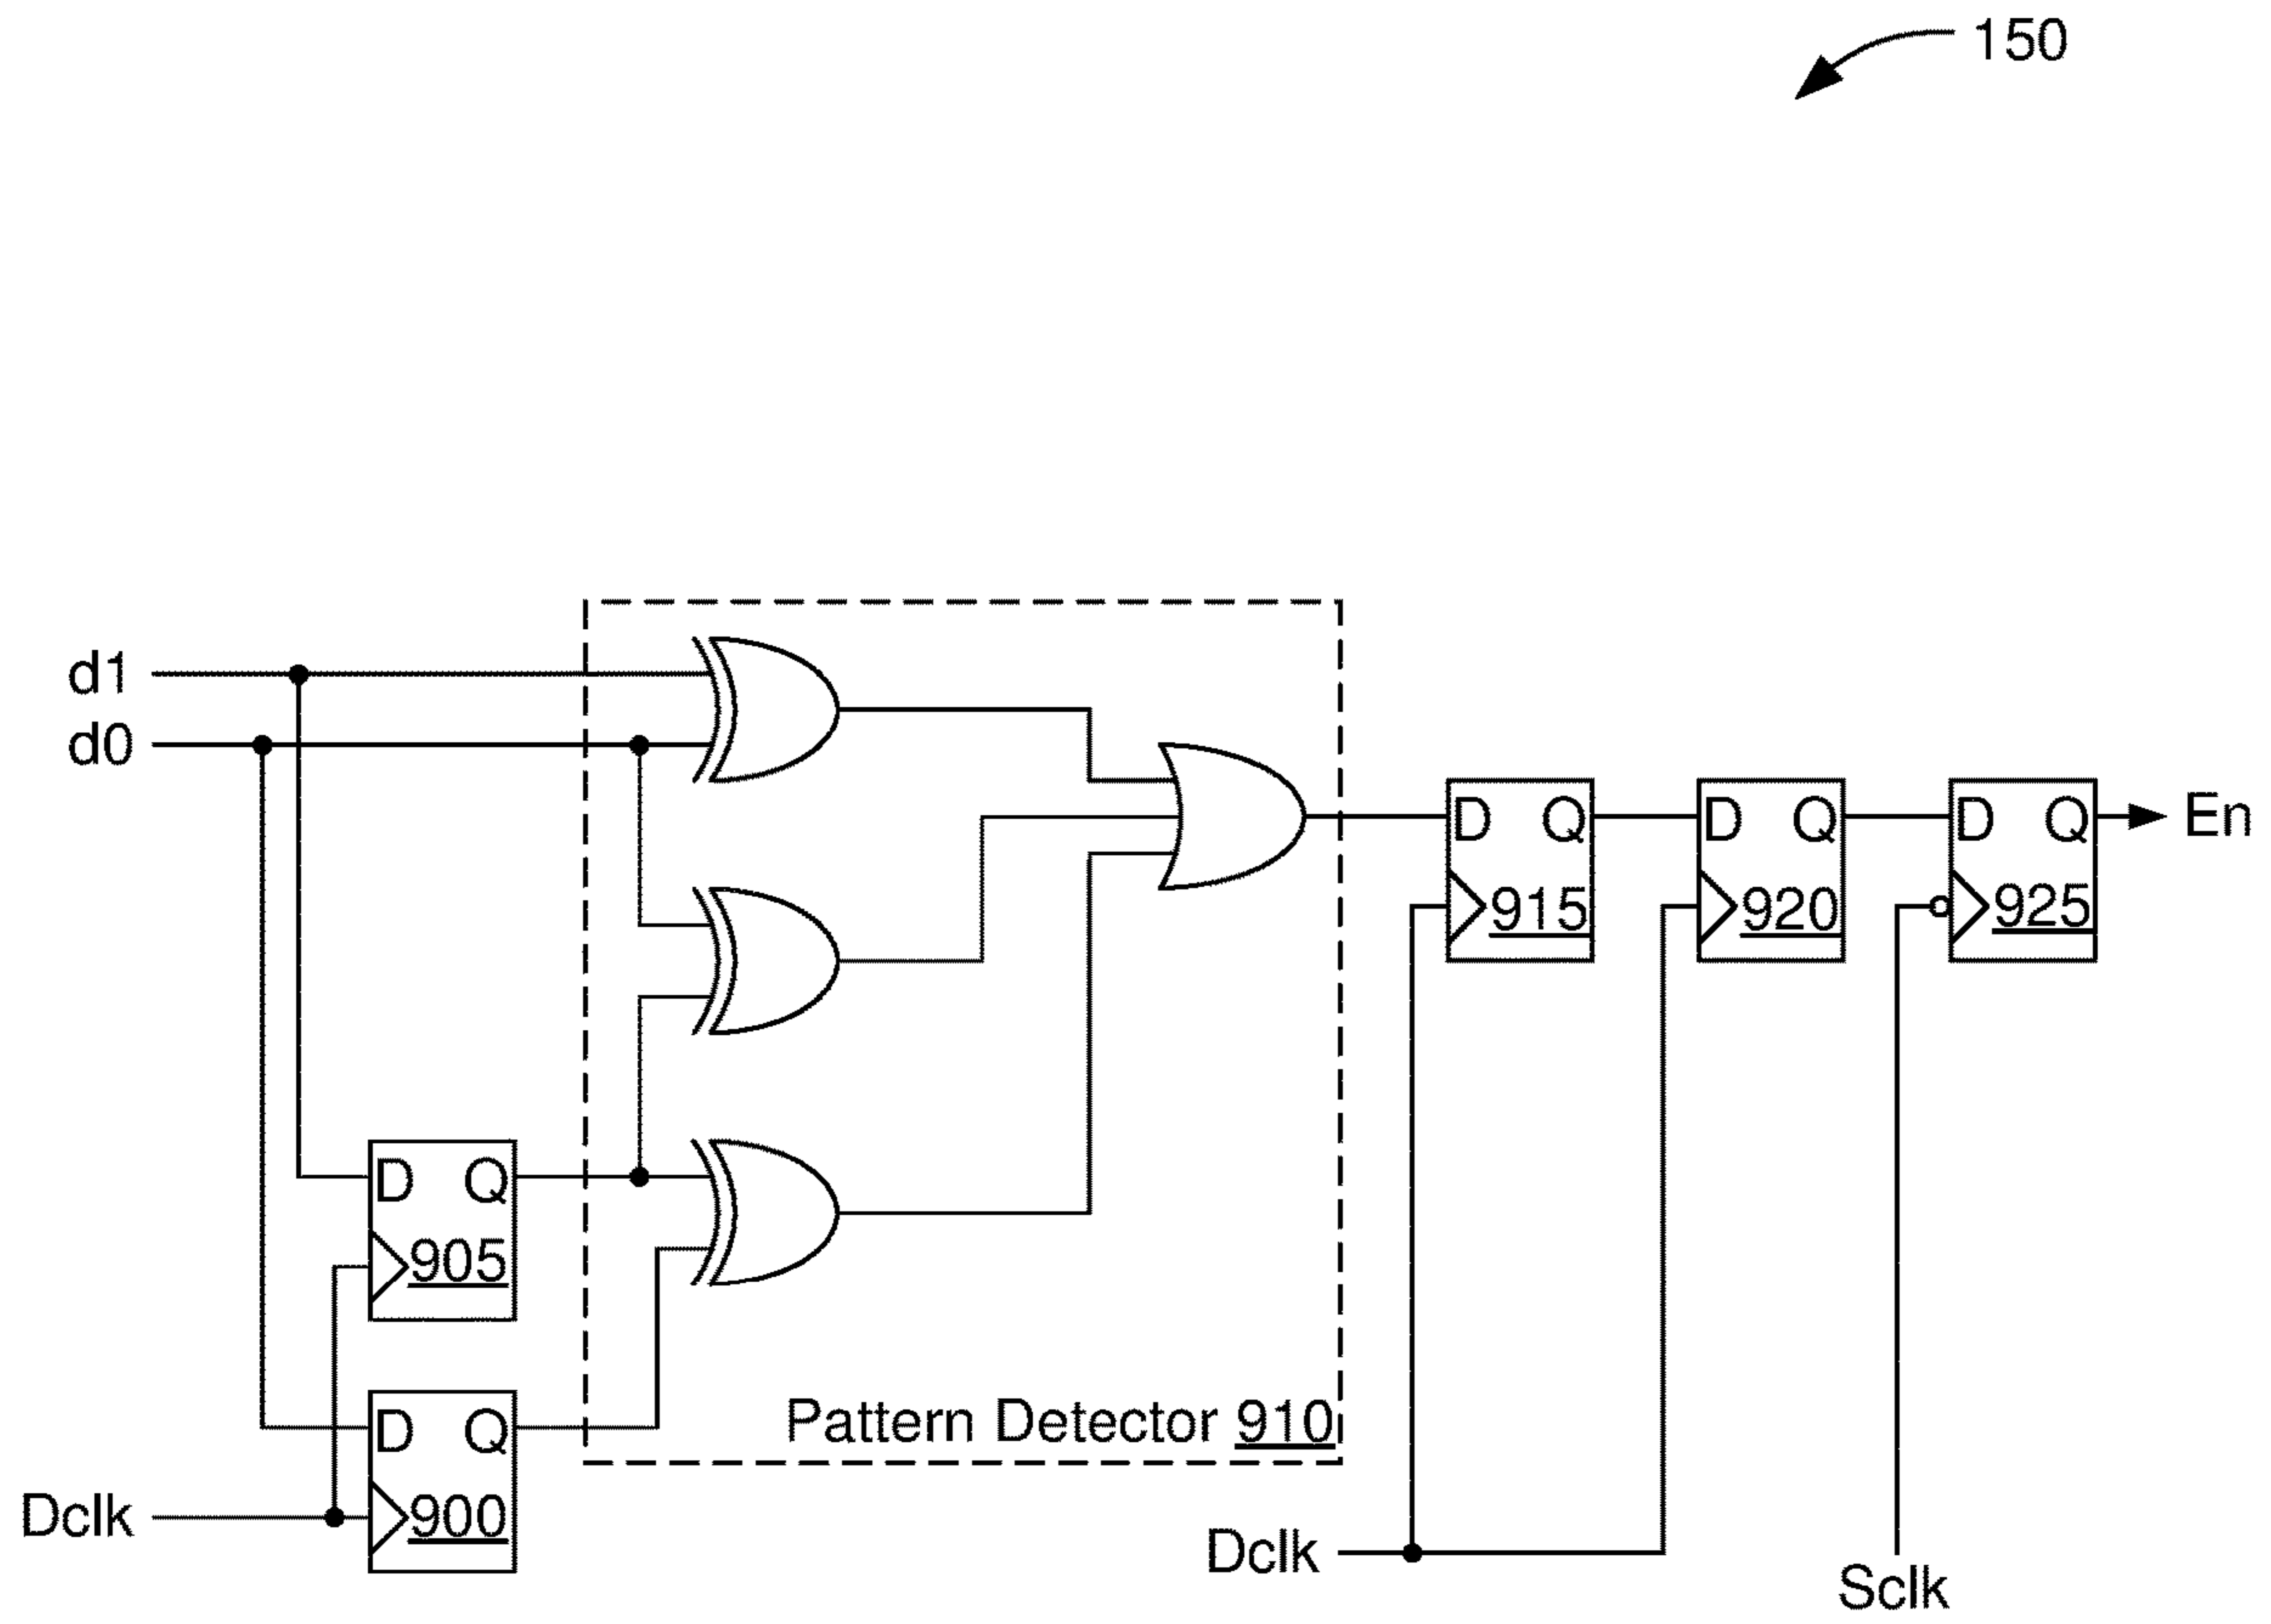 150
d1
d0
D Q
915
D Q
920
D Q
925
En
D Q
905
D Q
900
Pattern Detector 910
Dclk
Dclk
Sclk